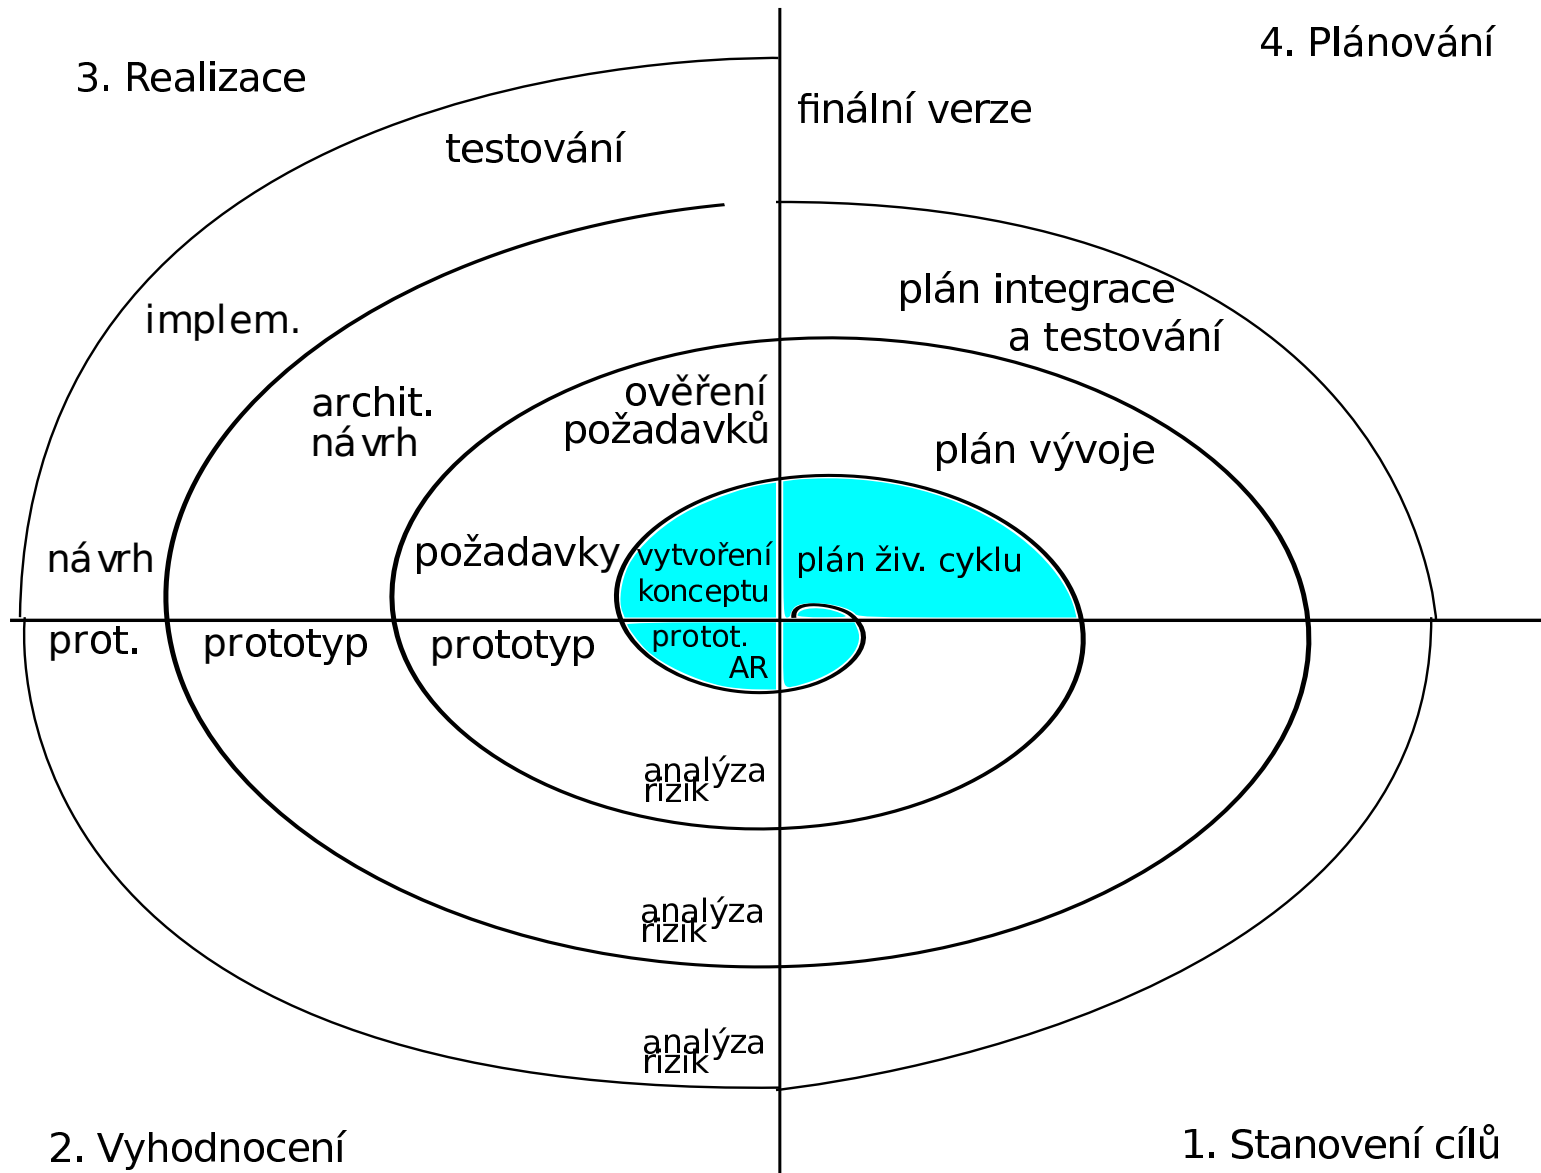 4. Plánování
3. Realizace
finální verze
testování
plán integrace
a testování
implem.
archit.
návrh
ověření
požadavků
plán vývoje
návrh
požadavky
vytvoření
konceptu
plán živ. cyklu
prot.
prototyp
prototyp
protot.
AR
analýza
rizik
analýza
rizik
analýza
rizik
2. Vyhodnocení
1. Stanovení cílů